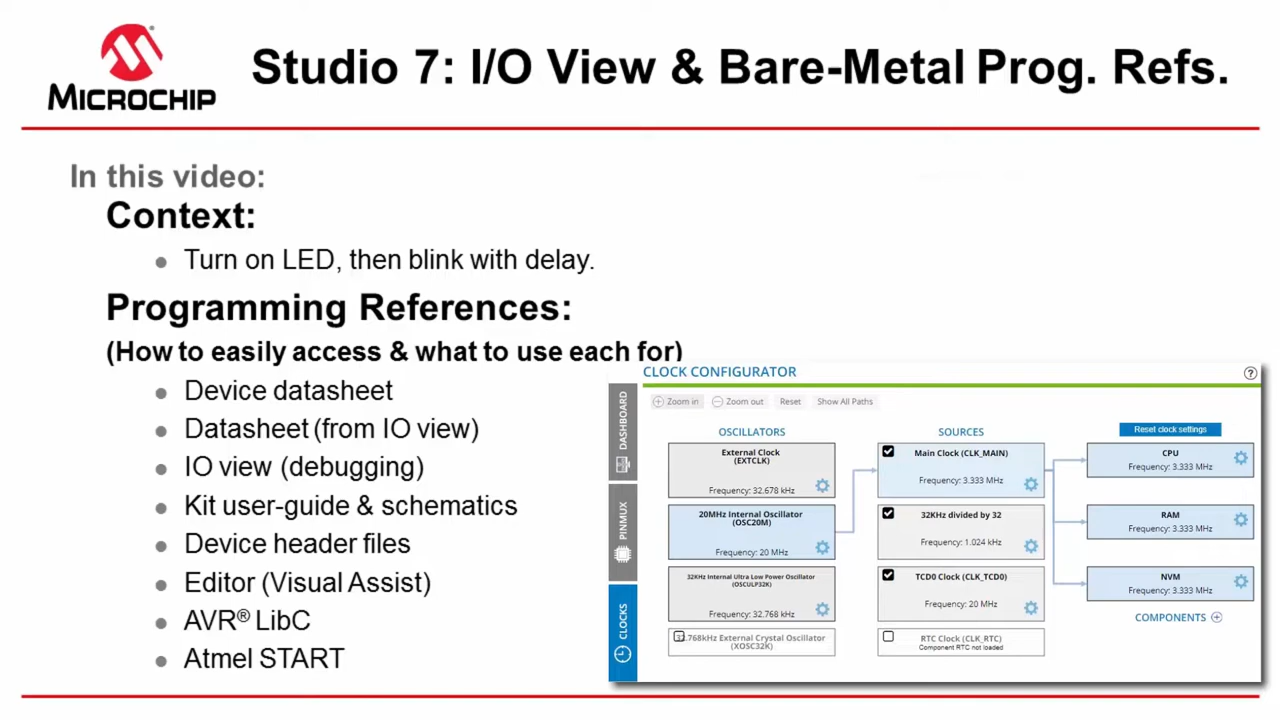 MICROCHIP
Studio 7: I/O View & Bare-Metal Prog. Refs.
In this video:
Context:
Turn on LED, then blink with delay.
Programming References:
(How to easily access & what to use each for)
Device datasheet
Datasheet (from IO view)
IO view (debugging)
Kit user-guide & schematics
Device header files
Editor (Visual Assist)
AVR® LibC
Atmel START
CLOCK CONFIGURATOR
Zoom in Zoom out Reset Show All Paths
DASHBOARD
PINMUX
CLOCKS
OSCILLATORS
External Clock
(EXTCLK)
Frequency: 32.678 kHz
20MHz Internal Oscillator
(OSC20M)
Frequency: 20 MHz
32KHz Internal Ultra Low Power Oscillator
(OSCULP32K)
Frequency: 32.768 kHz
32.768kHz External Crystal Oscillator
(XOSC32K)
SOURCES
Main Clock (CLK_MAIN)
Frequency: 3.333 MHz
32KHz divided by 32
Frequency: 1.024 kHz
TCD0 Clock (CLK_TCD0)
Frequency: 20 MHz
RTC Clock (CLK_RTC)
Component RTC not loaded
Reset clock settings
CPU
Frequency: 3.333 MHz
RAM
Frequency: 3.333 MHz
NVM
Frequency: 3.333 MHz
COMPONENTS